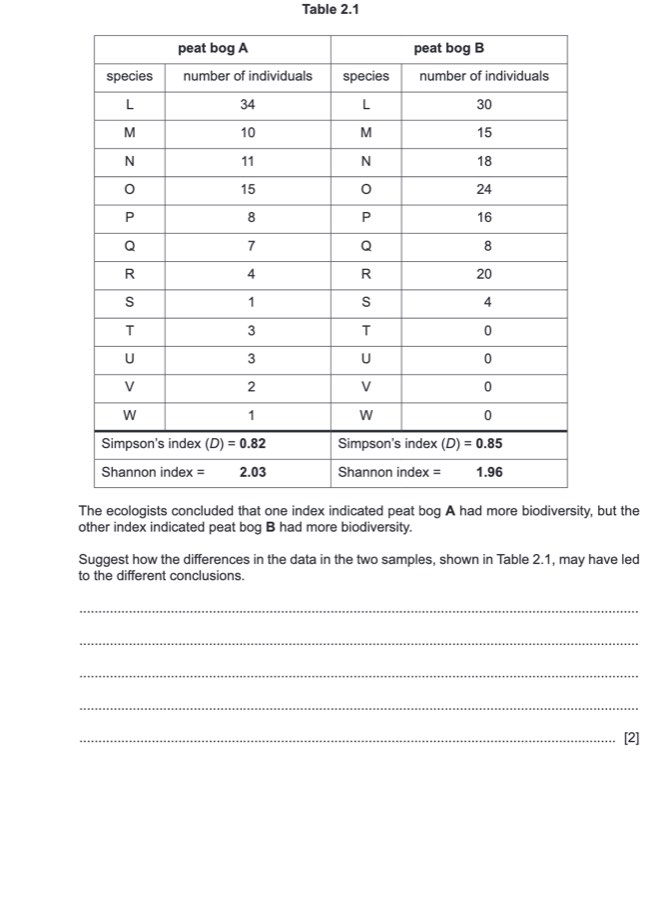 Table 2.1
peat bog A peat bog B
species number of individuals species number of individuals
L 34 L 30
M 10 M 15
N 11 N 18
O 15 O 24
P 8 P 16
Q 7 Q 8
R 4 R 20
S 1 S 4
T 3 T 0
U 3 U 0
V 2 V 0
W 1 W 0
Simpson's index (D) = 0.82 Simpson's index (D) = 0.85
Shannon index = 2.03 Shannon index = 1.96
The ecologists concluded that one index indicated peat bog A had more biodiversity, but the
other index indicated peat bog B had more biodiversity.
Suggest how the differences in the data in the two samples, shown in Table 2.1, may have led
to the different conclusions.
[2]